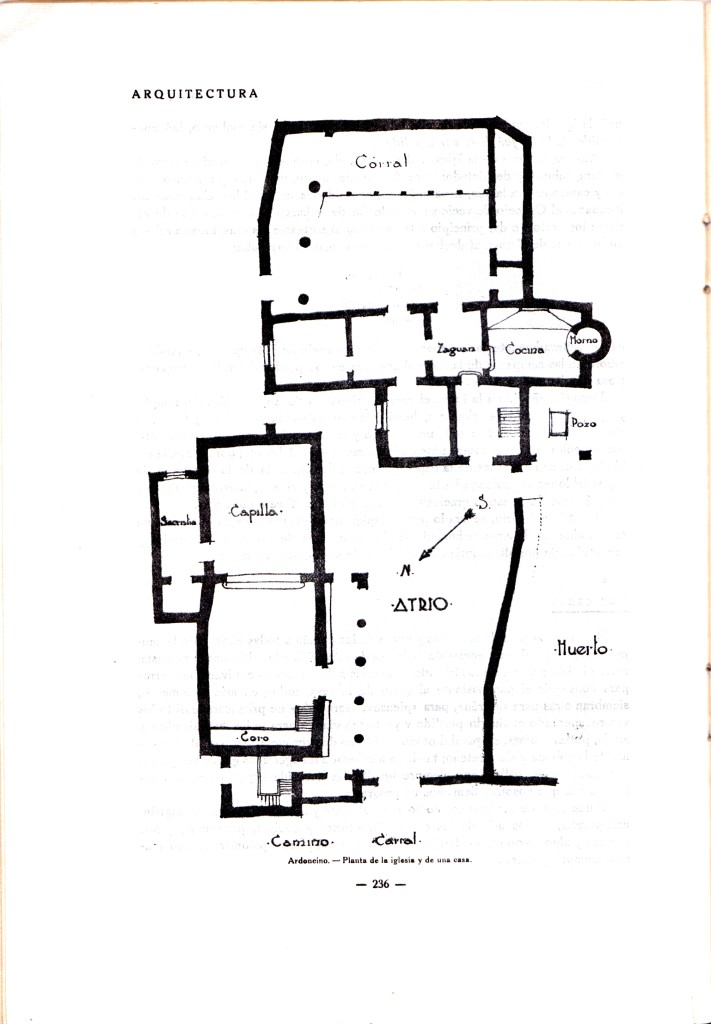 ARQUITECTURA
Córral
Zaguan
Cocina
Horno
Pozo
Sacristia
·Capilla·
·S·
·N·
·ATRIO·
·Huerto·
·Coro·
·Camino· ·Carral·
Ardoncino. — Planta de la iglesia y de una casa.
— 236 —